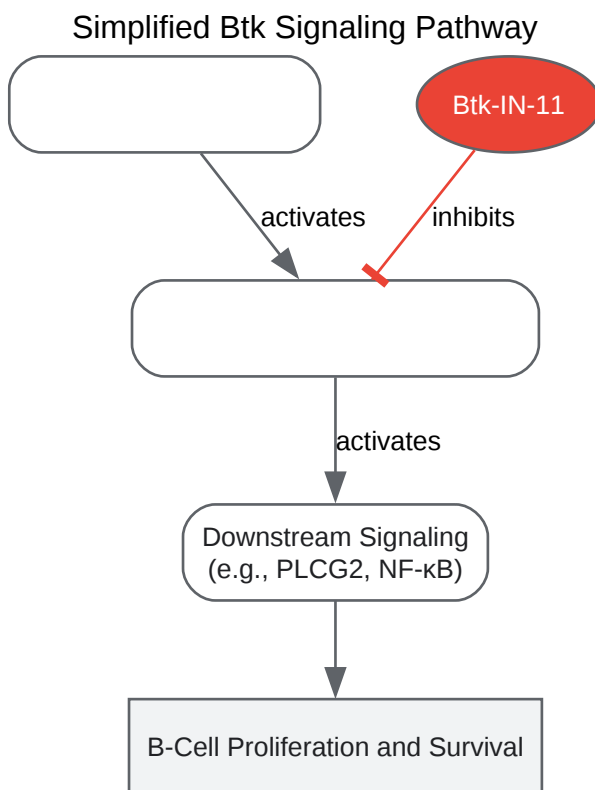 Simplified Btk Signaling Pathway
Btk-IN-11
activates
inhibits
activates
Downstream Signaling
(e.g., PLCG2, NF-κB)
B-Cell Proliferation and Survival